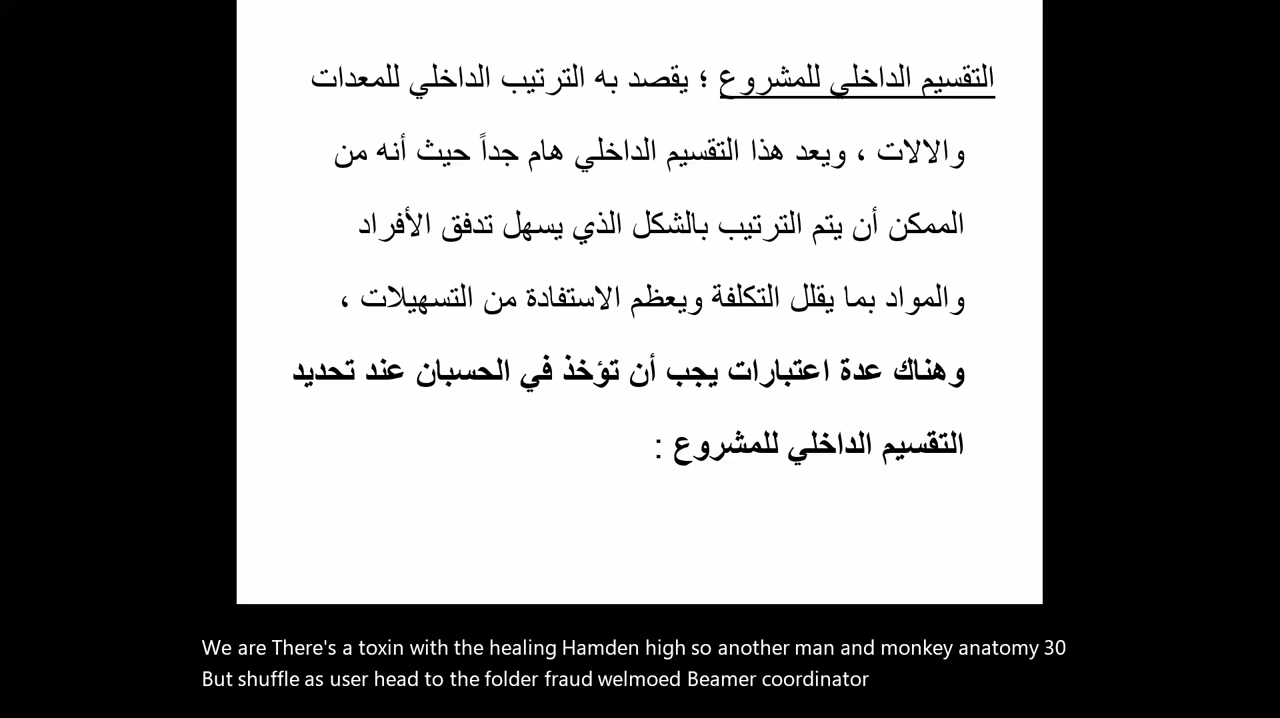 التقسيم الداخلي للمشروع ؛ يقصد به الترتيب الداخلي للمعدات
والالات ، ويعد هذا التقسيم الداخلي هام جداً حيث أنه من
الممكن أن يتم الترتيب بالشكل الذي يسهل تدفق الأفراد
والمواد بما يقلل التكلفة ويعظم الاستفادة من التسهيلات ،
وهناك عدة اعتبارات يجب أن تؤخذ في الحسبان عند تحديد
التقسيم الداخلي للمشروع :
We are There's a toxin with the healing Hamden high so another man and monkey anatomy 30
But shuffle as user head to the folder fraud welmoed Beamer coordinator